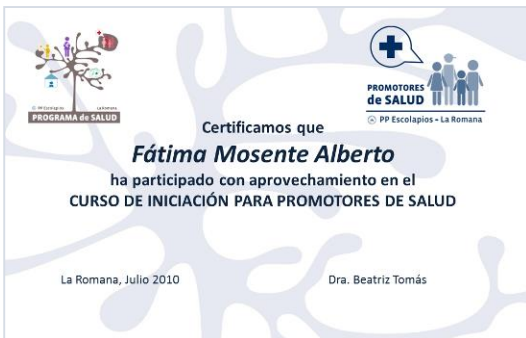 PP Escolapios La Romana
PROGRAMA de SALUD
PROMOTORES
de SALUD
PP Escolapios - La Romana
Certificamos que
Fátima Mosente Alberto
ha participado con aprovechamiento en el
CURSO DE INICIACIÓN PARA PROMOTORES DE SALUD
La Romana, Julio 2010 Dra. Beatriz Tomás